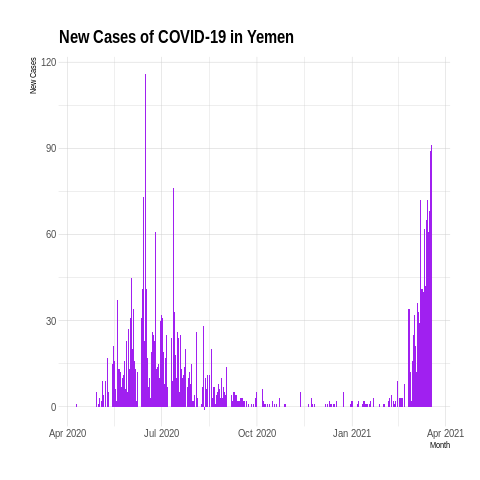 New Cases of COVID-19 in Yemen
New Cases
120
90
60
30
0
Apr 2020 Jul 2020 Oct 2020 Jan 2021 Apr 2021
Month